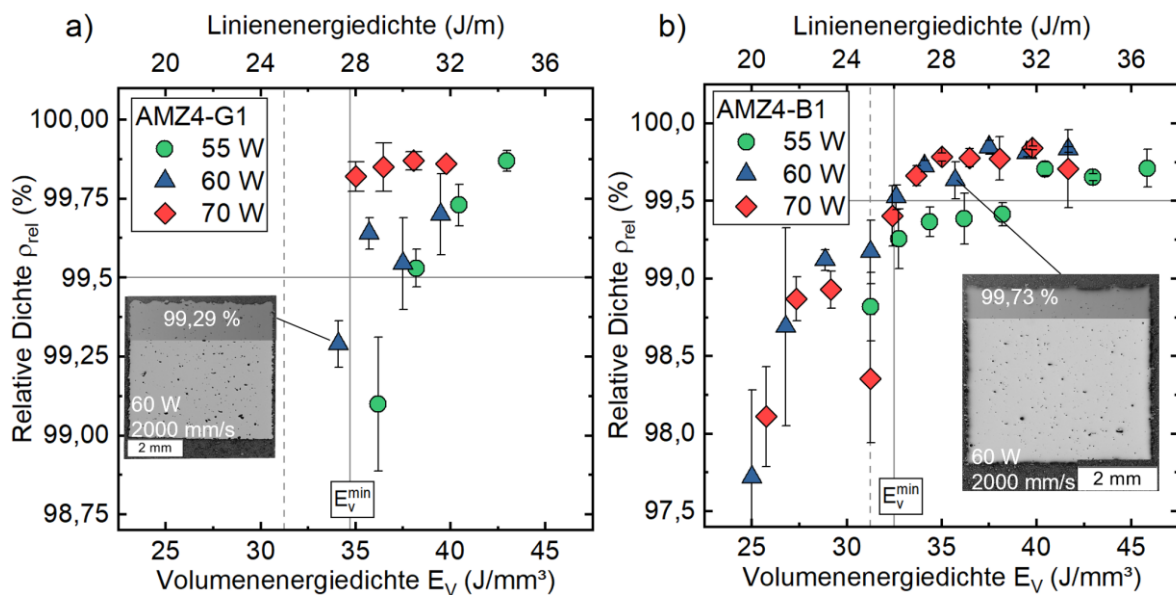 a)
Linienenergiedichte (J/m)
20 24 28 32 36
Relative Dichte ρrel (%)
100,00
99,75
99,50
99,25
99,00
98,75
AMZ4-G1
55 W
60 W
70 W
99,29 %
60 W
2000 mm/s
2 mm
E_V^min
25 30 35 40 45
Volumenenergiedichte E_V (J/mm³)
b)
Linienenergiedichte (J/m)
20 24 28 32 36
Relative Dichte ρrel (%)
100,0
99,5
99,0
98,5
98,0
97,5
AMZ4-B1
55 W
60 W
70 W
99,73 %
60 W
2000 mm/s
2 mm
E_V^min
25 30 35 40 45
Volumenenergiedichte E_V (J/mm³)